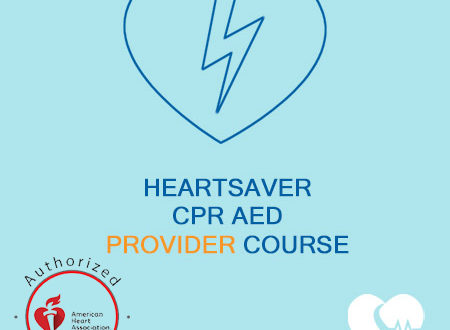 HEARTSAVER
CPR AED
PROVIDER COURSE
Authorized
American
Heart
Association